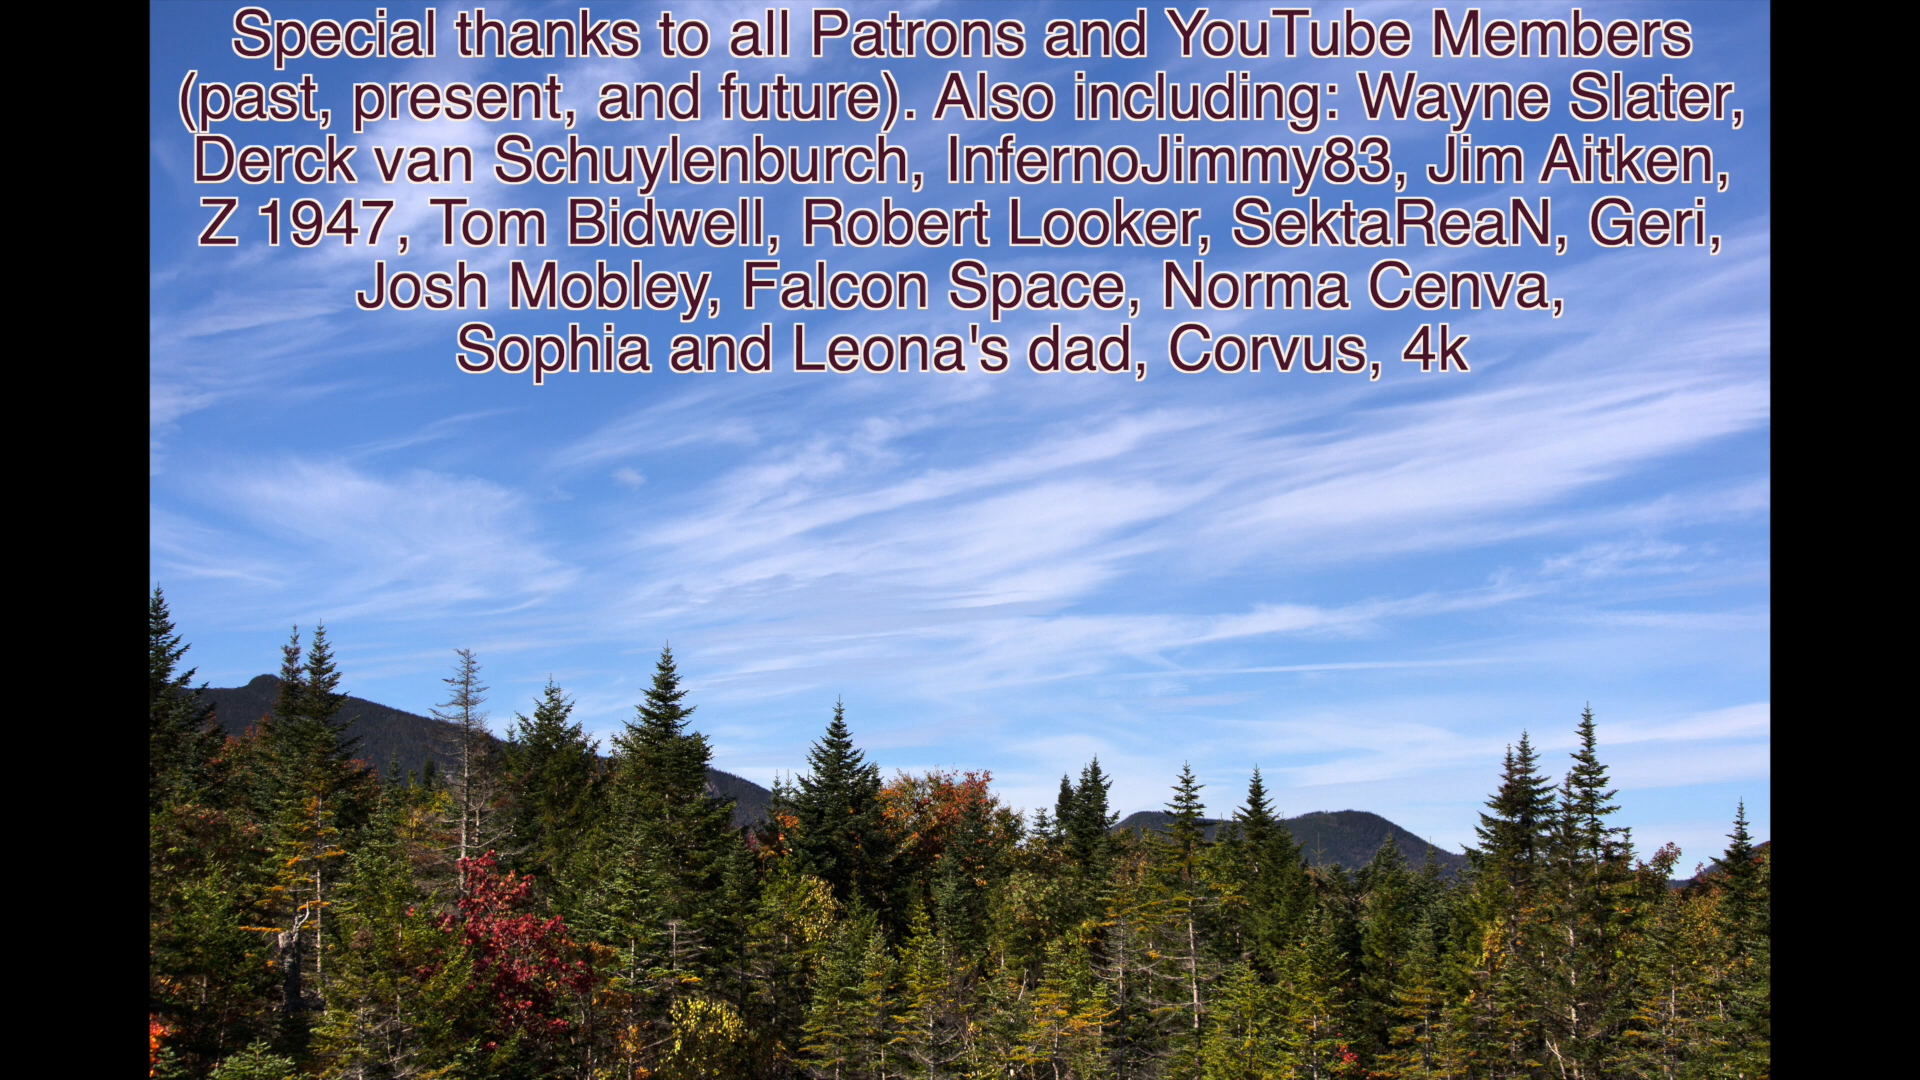 Special thanks to all Patrons and YouTube Members
(past, present, and future). Also including: Wayne Slater,
Derck van Schuylenburch, InfernoJimmy83, Jim Aitken,
Z 1947, Tom Bidwell, Robert Looker, SektaReaN, Geri,
Josh Mobley, Falcon Space, Norma Cenva,
Sophia and Leona's dad, Corvus, 4k